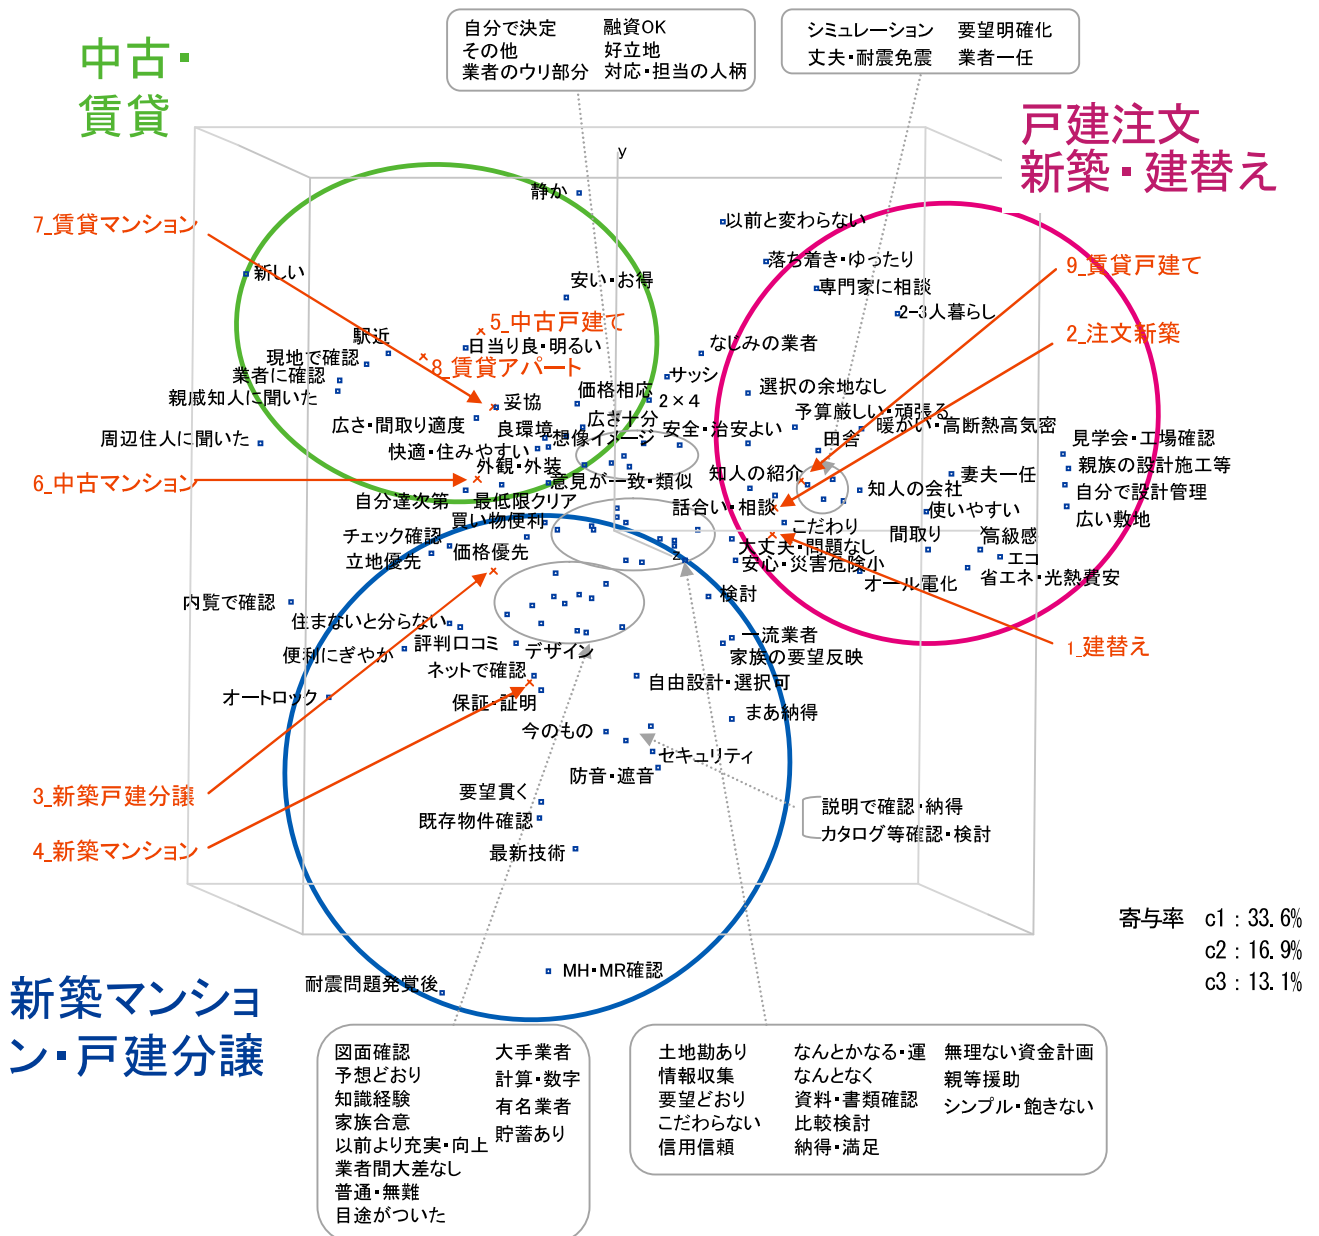 自分で決定
その他
業者のウリ部分
融資OK
好立地
対応・担当の人柄
シミュレーション
丈夫・耐震免震
要望明確化
業者一任
中古・
賃貸
戸建注文
新築・建替え
y
静か
以前と変わらない
7_賃貸マンション
新しい
安い・お得
落ち着き・ゆったり
専門家に相談
9_賃貸戸建て
2-3人暮らし
2_注文新築
5_中古戸建て
駅近
日当り良・明るい
なじみの業者
現地で確認
8_賃貸アパート
業者に確認
サッシ
親戚知人に聞いた
価格相応
2×4
選択の余地なし
妥協
広さ・間取り適度
良環境
広さ十分
予算厳しい・頑張る
暖かい・高断熱高気密
周辺住人に聞いた
想像イメージ
安全・治安よい
田舎
見学会・工場確認
快適・住みやすい
親族の設計施工等
外観・外装
知人の紹介
妻夫一任
6_中古マンション
意見が一致・類似
知人の会社
自分で設計管理
自分達次第
最低限クリア
話合い・相談
使いやすい
広い敷地
買い物便利
こだわり
チェック確認
間取り
高級感
価格優先
z
大丈夫・問題なし
x
立地優先
安心・災害危険小
エコ
オール電化
省エネ・光熱費安
内覧で確認
検討
住まないと分らない
一流業者
評判口コミ
デザイン
家族の要望反映
1_建替え
便利にぎやか
ネットで確認
自由設計・選択可
オートロック
保証・証明
まあ納得
今のもの
セキュリティ
防音・遮音
3_新築戸建分譲
要望貫く
説明で確認・納得
既存物件確認
カタログ等確認・検討
4_新築マンション
最新技術
寄与率 c1:33.6%
c2:16.9%
c3:13.1%
MH・MR確認
耐震問題発覚後
新築マンショ
ン・戸建分譲
図面確認
予想どおり
知識経験
家族合意
以前より充実・向上
業者間大差なし
普通・無難
目途がついた
大手業者
計算・数字
有名業者
貯蓄あり
土地勘あり
情報収集
要望どおり
こだわらない
信用信頼
なんとかなる・運
なんとなく
資料・書類確認
比較検討
納得・満足
無理ない資金計画
親等援助
シンプル・飽きない